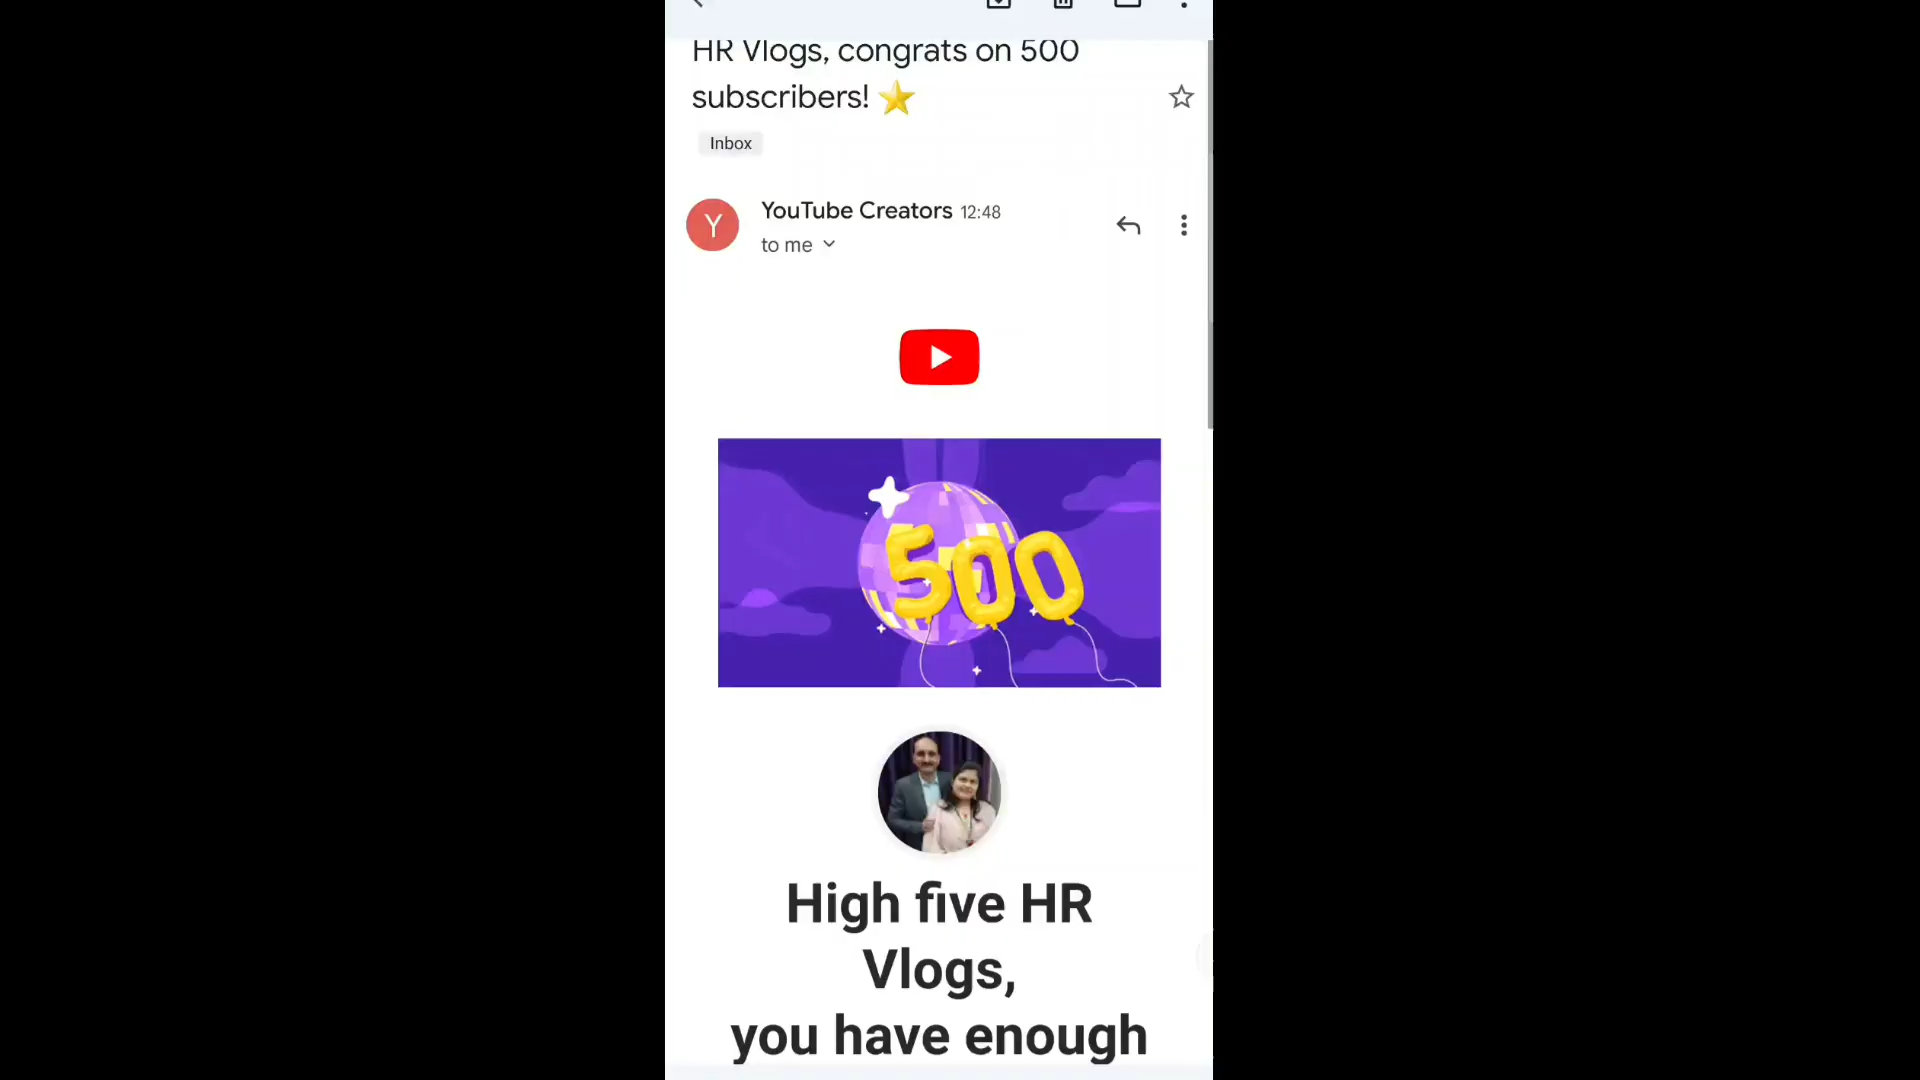 HR Vlogs, congrats on 500
subscribers! ⭐
Inbox
Y
YouTube Creators 12:48
to me
500
High five HR
Vlogs,
you have enough